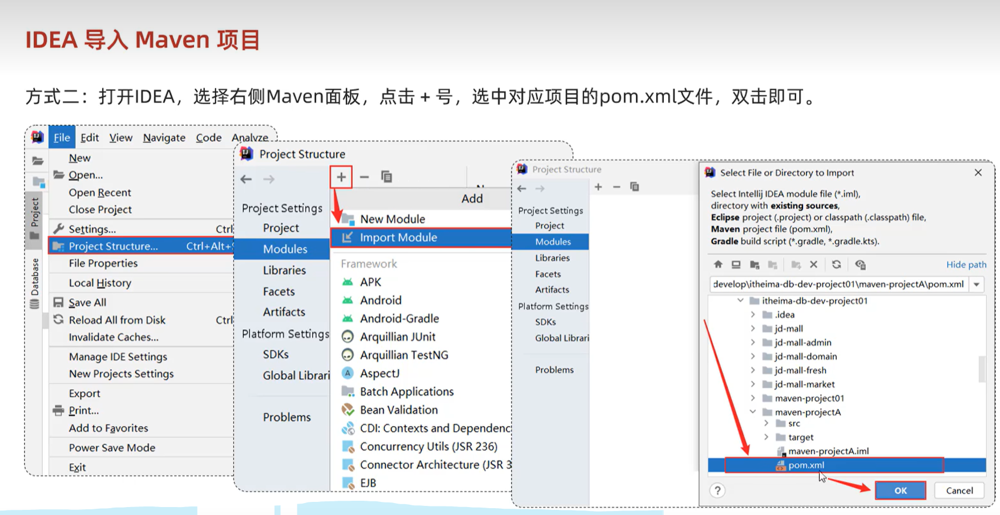 IDEA 导入 Maven 项目
方式二：打开IDEA，选择右侧Maven面板，点击 + 号，选中对应项目的pom.xml文件，双击即可。
File Edit View Navigate Code Analyze
New
Open...
Open Recent
Close Project
Settings... Ctrl
Project Structure... Ctrl+Alt+
File Properties
Local History
Save All
Reload All from Disk Ctrl
Invalidate Caches...
Manage IDE Settings
New Projects Settings
Export
Print...
Add to Favorites
Power Save Mode
Exit
Project
Database
Project Structure
Project Settings
Project
Modules
Libraries
Facets
Artifacts
Platform Settings
SDKs
Global Librari
Problems
Add
New Module
Import Module
Framework
APK
Android
Android-Gradle
Arquillian JUnit
Arquillian TestNG
AspectJ
Batch Applications
Bean Validation
CDI: Contexts and Dependenc
Concurrency Utils (JSR 236)
Connector Architecture (JSR 3
EJB
Project Structure
Project Settings
Project
Modules
Libraries
Facets
Artifacts
Platform Settings
SDKs
Global Librari
Problems
Select File or Directory to Import
Select Intellij IDEA module file (*.iml),
directory with existing sources,
Eclipse project (.project) or classpath (.classpath) file,
Maven project file (pom.xml),
Gradle build script (*.gradle, *.gradle.kts).
Hide path
develop\itheima-db-dev-project01\maven-projectA\pom.xml
itheima-db-dev-project01
.idea
jd-mall
jd-mall-admin
jd-mall-domain
jd-mall-fresh
jd-mall-market
maven-project01
maven-projectA
src
target
maven-projectA.iml
pom.xml
? OK Cancel